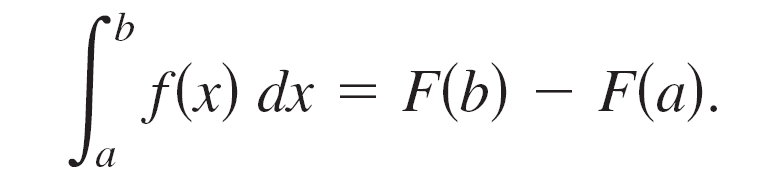 ∫_a^b f(x) dx = F(b) − F(a).